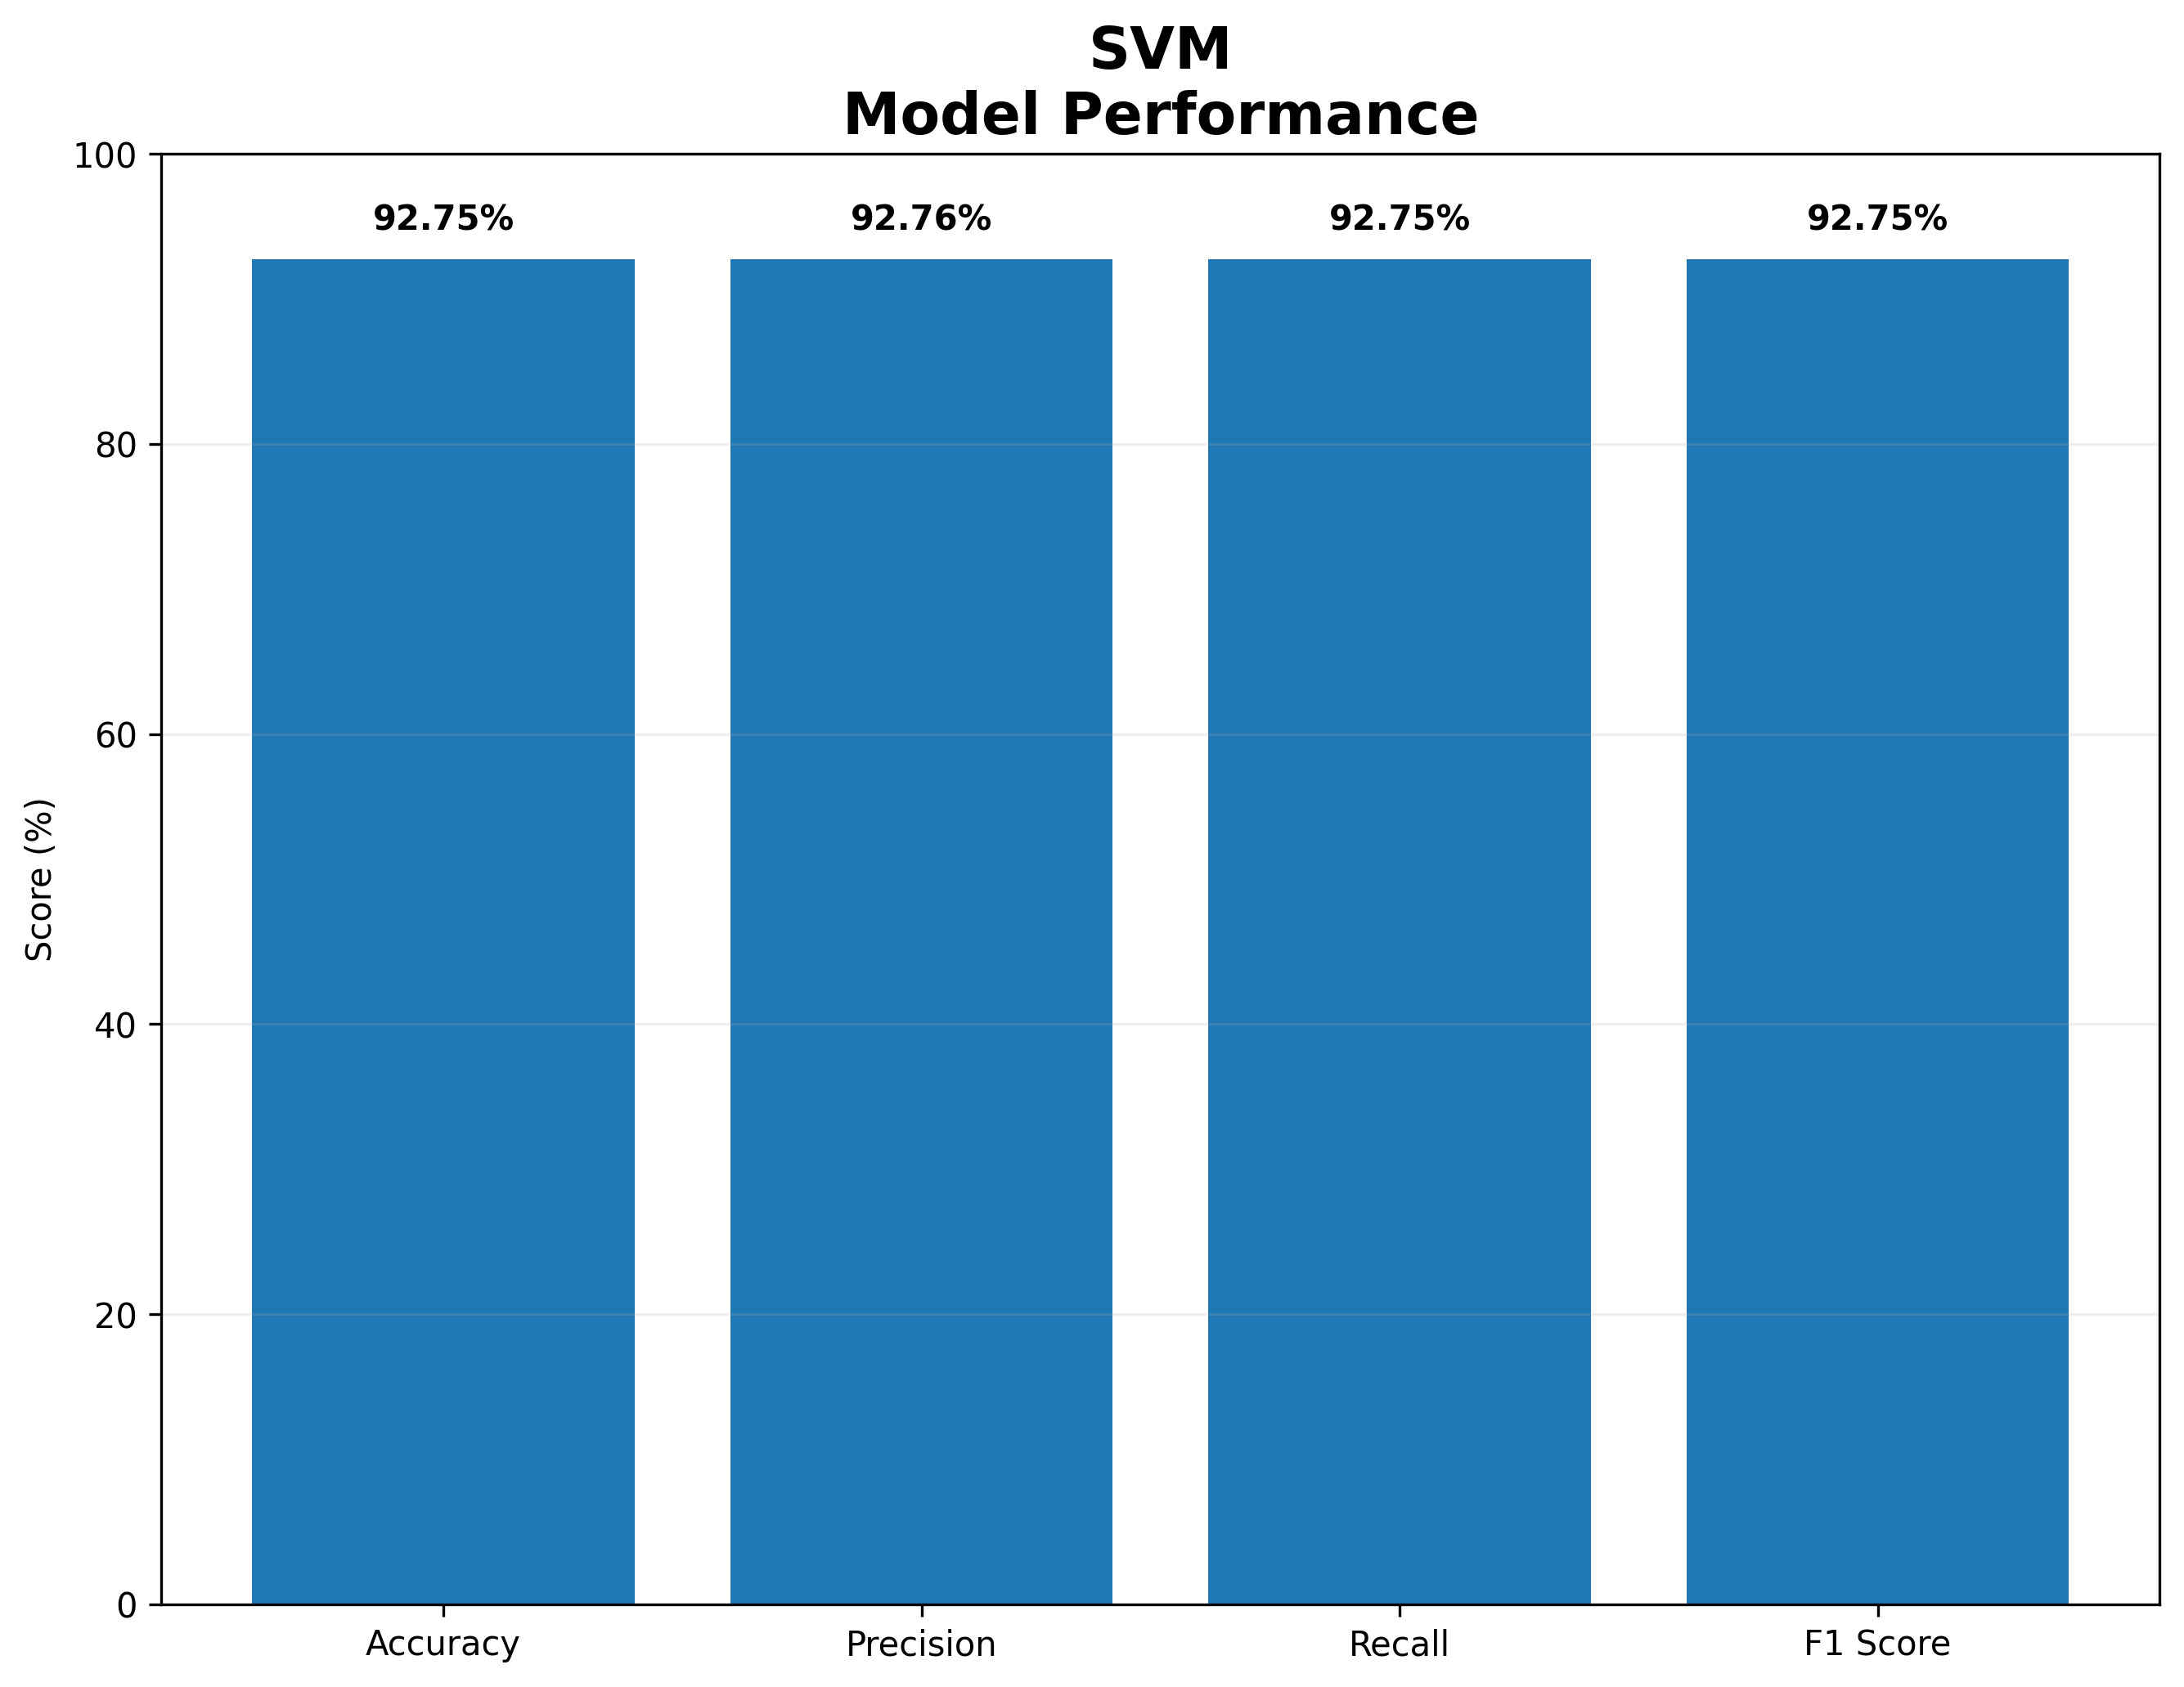 SVM
Model Performance
100
92.75%
92.76%
92.75%
92.75%
80
60
Score (%)
40
20
0
Accuracy
Precision
Recall
F1 Score